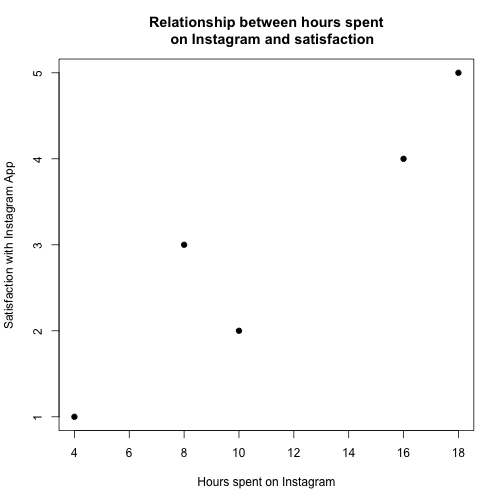 Relationship between hours spent
on Instagram and satisfaction
5
4
3
2
1
Satisfaction with Instagram App
4 6 8 10 12 14 16 18
Hours spent on Instagram